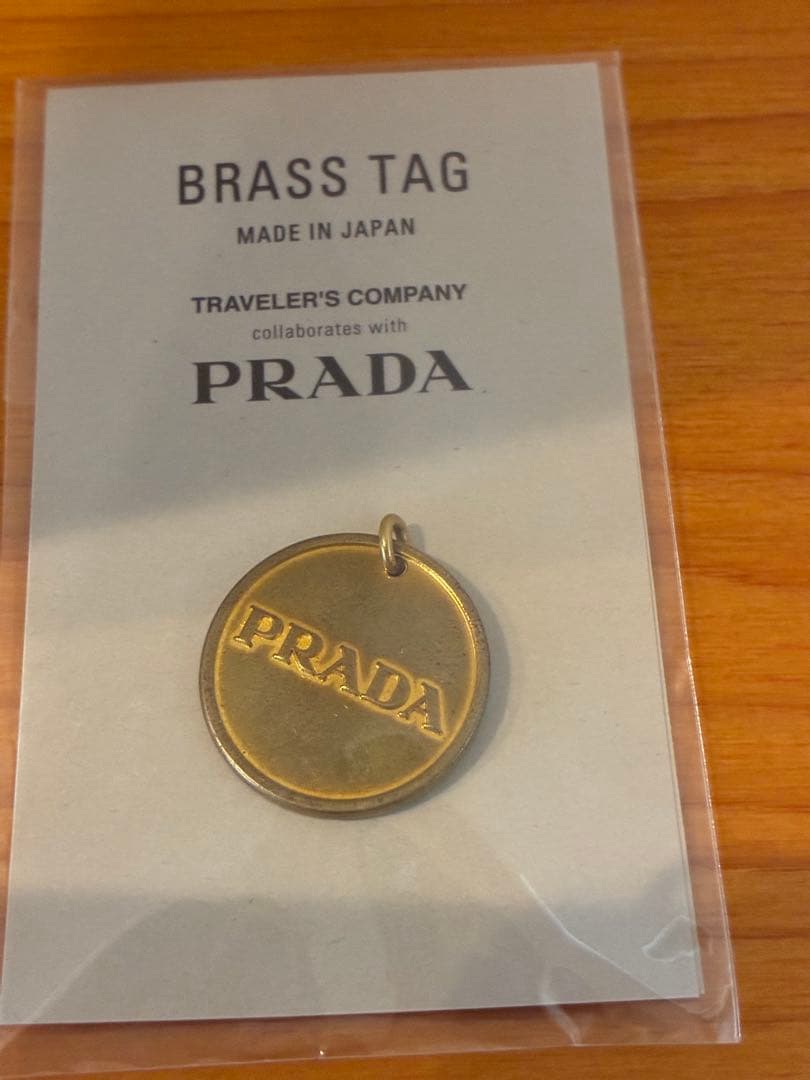 BRASS TAG
MADE IN JAPAN
TRAVELER'S COMPANY
collaborates with
PRADA
PRADA